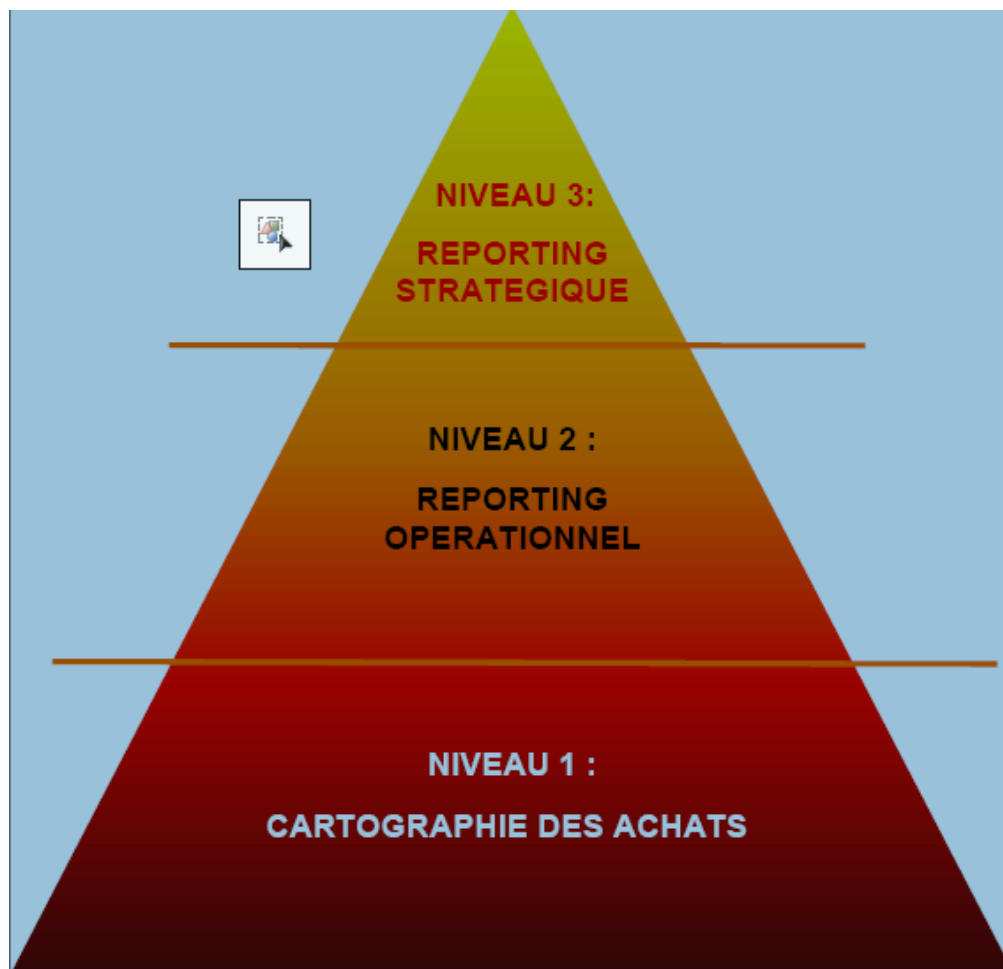 NIVEAU 3:
REPORTING
STRATEGIQUE
NIVEAU 2 :
REPORTING
OPERATIONNEL
NIVEAU 1 :
CARTOGRAPHIE DES ACHATS